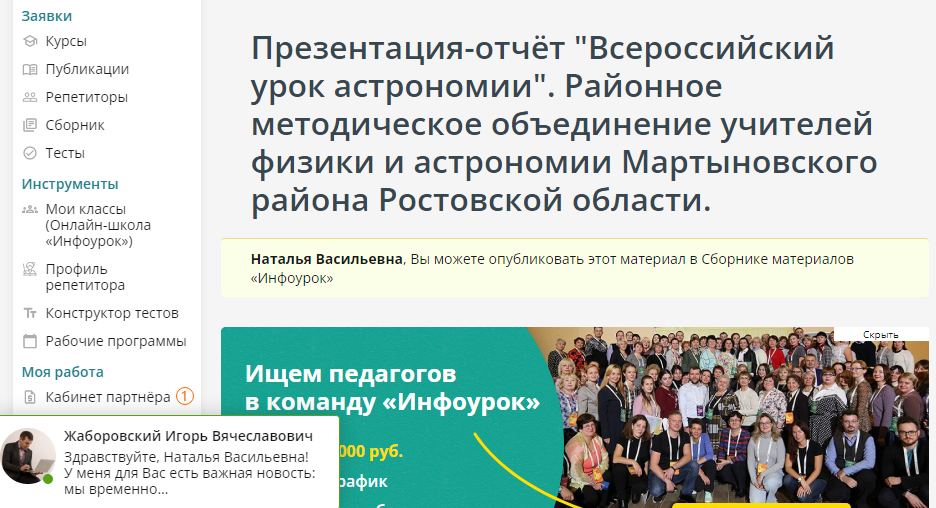 Заявки
Курсы
Публикации
Репетиторы
Сборник
Тесты
Инструменты
Мои классы
(Онлайн-школа
«Инфоурок»)
Профиль
репетитора
Конструктор тестов
Рабочие программы
Моя работа
Кабинет партнёра 1
Жаборовский Игорь Вячеславович
Здравствуйте, Наталья Васильевна!
У меня для Вас есть важная новость:
мы временно...
Презентация-отчёт "Всероссийский
урок астрономии". Районное
методическое объединение учителей
физики и астрономии Мартыновского
района Ростовской области.
Наталья Васильевна, Вы можете опубликовать этот материал в Сборнике материалов
«Инфоурок»
Скрыть
Ищем педагогов
в команду «Инфоурок»
000 руб.